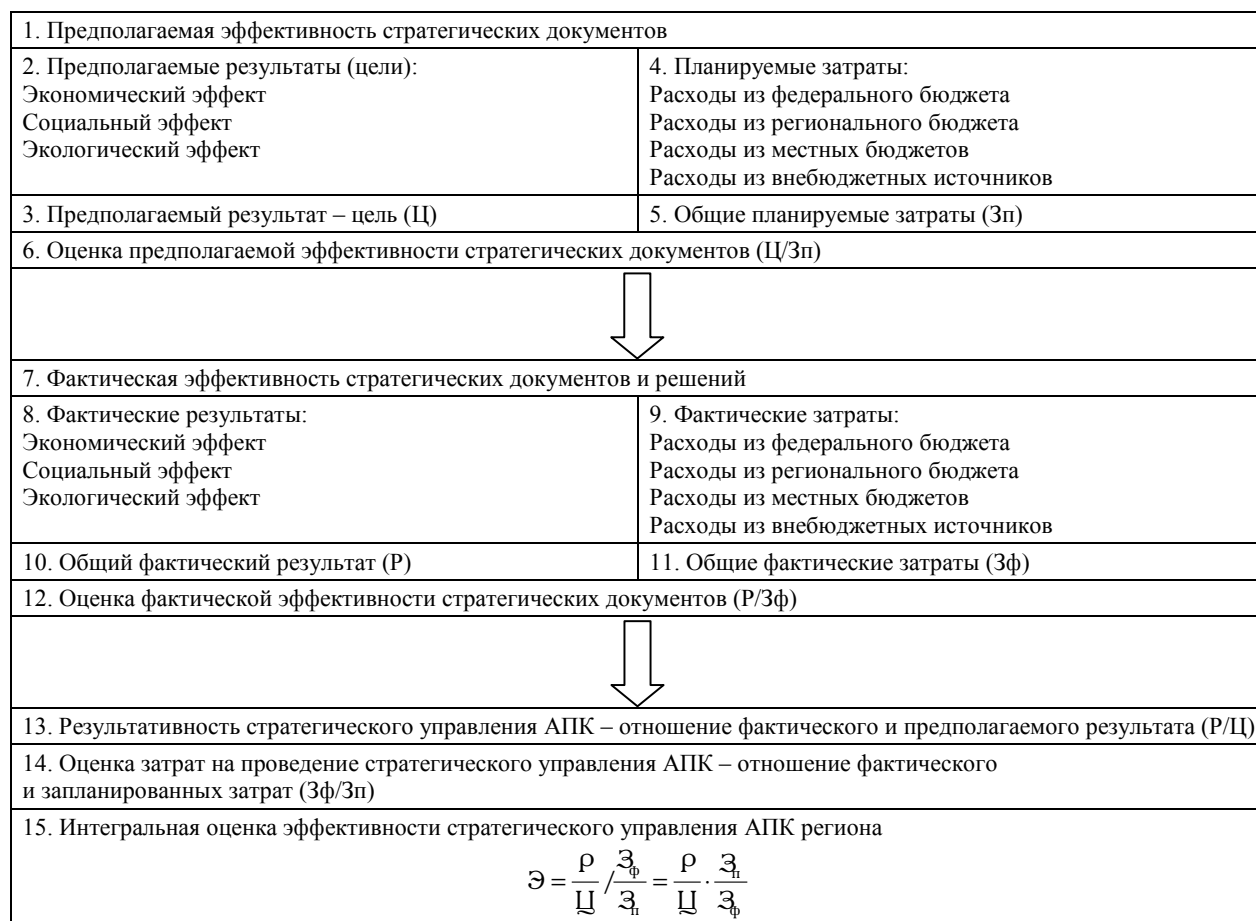 1. Предполагаемая эффективность стратегических документов
2. Предполагаемые результаты (цели):
Экономический эффект
Социальный эффект
Экологический эффект
4. Планируемые затраты:
Расходы из федерального бюджета
Расходы из регионального бюджета
Расходы из местных бюджетов
Расходы из внебюджетных источников
3. Предполагаемый результат – цель (Ц)
5. Общие планируемые затраты (Зп)
6. Оценка предполагаемой эффективности стратегических документов (Ц/Зп)
7. Фактическая эффективность стратегических документов и решений
8. Фактические результаты:
Экономический эффект
Социальный эффект
Экологический эффект
9. Фактические затраты:
Расходы из федерального бюджета
Расходы из регионального бюджета
Расходы из местных бюджетов
Расходы из внебюджетных источников
10. Общий фактический результат (Р)
11. Общие фактические затраты (Зф)
12. Оценка фактической эффективности стратегических документов (Р/Зф)
13. Результативность стратегического управления АПК – отношение фактического и предполагаемого результата (Р/Ц)
14. Оценка затрат на проведение стратегического управления АПК – отношение фактического
и запланированных затрат (Зф/Зп)
15. Интегральная оценка эффективности стратегического управления АПК региона
Э = Р/Ц / Зф/Зп = Р/Ц · Зп/Зф